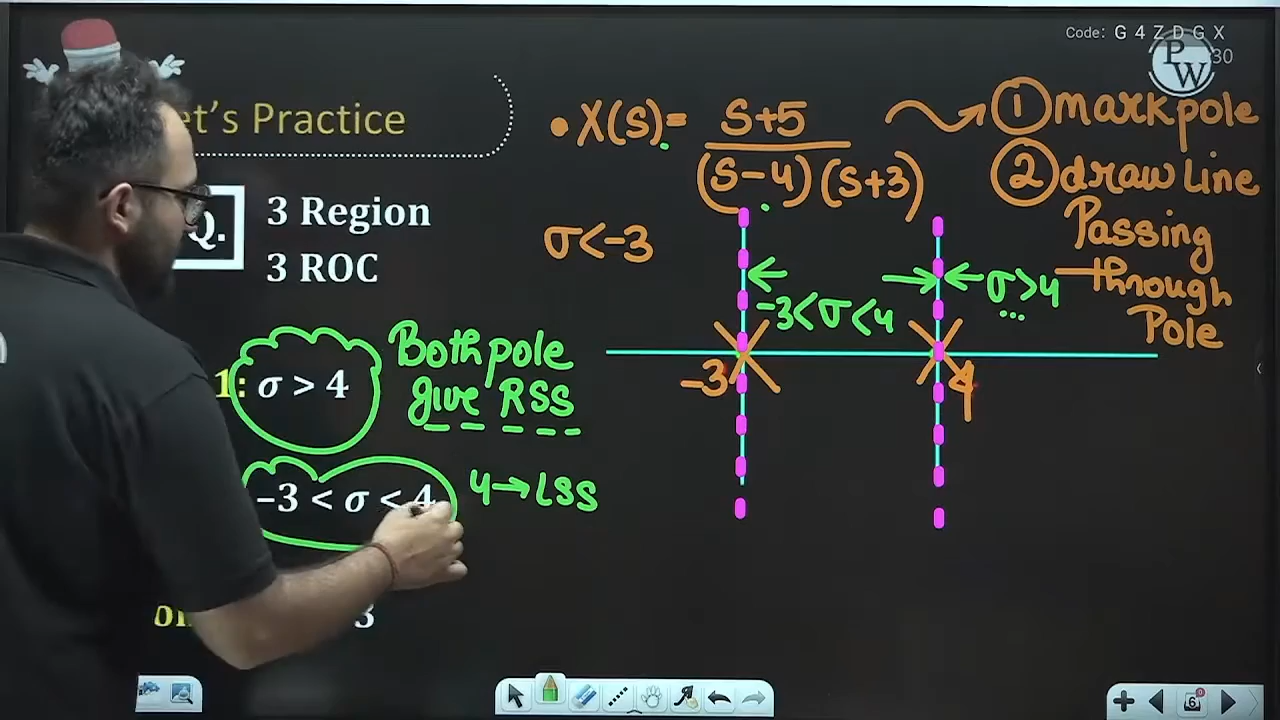 Code: G 4 Z D G X
30
PW
et's Practice
Q.
3 Region
3 ROC
1: σ > 4
Both pole
give RSS
-3 < σ < 4
4→LSS
3
• X(S) = S+5
(S-4)(S+3)
σ<-3
-3<σ<4
σ>4
...
-3
4
① mark pole
② draw Line
Passing
through
Pole
6